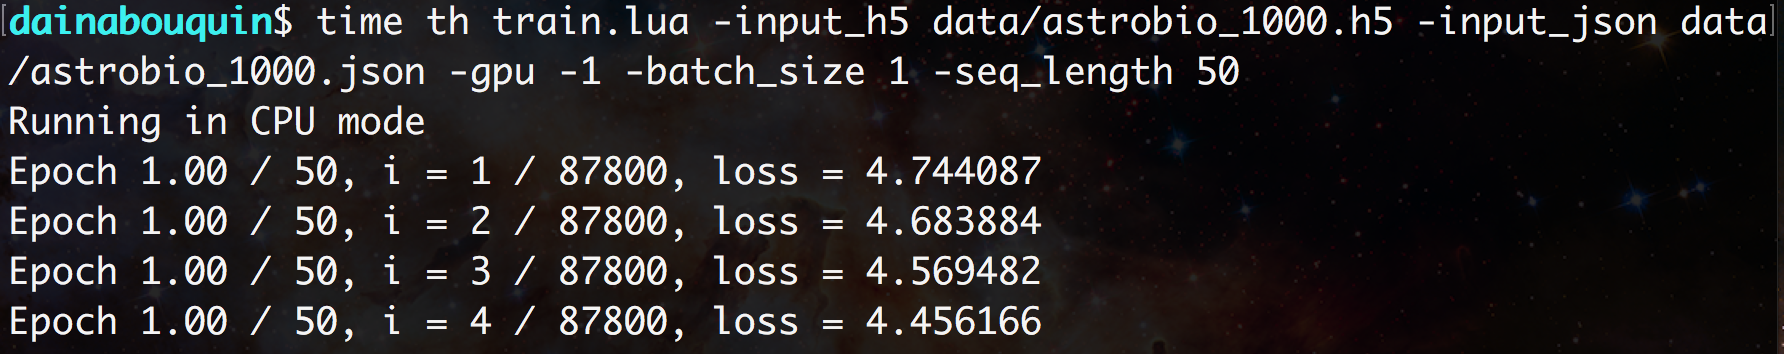 [dainabouquin$ time th train.lua -input_h5 data/astrobio_1000.h5 -input_json data]
/astrobio_1000.json -gpu -1 -batch_size 1 -seq_length 50
Running in CPU mode
Epoch 1.00 / 50, i = 1 / 87800, loss = 4.744087
Epoch 1.00 / 50, i = 2 / 87800, loss = 4.683884
Epoch 1.00 / 50, i = 3 / 87800, loss = 4.569482
Epoch 1.00 / 50, i = 4 / 87800, loss = 4.456166